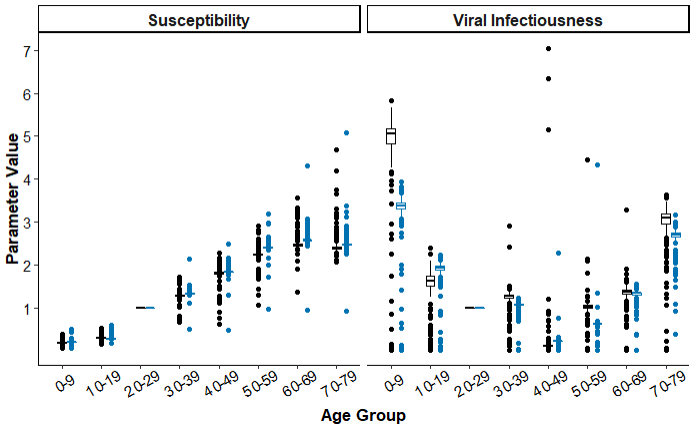 Susceptibility Viral Infectiousness
Parameter Value
7
6
5
4
3
2
1
0-9 10-19 20-29 30-39 40-49 50-59 60-69 70-79 0-9 10-19 20-29 30-39 40-49 50-59 60-69 70-79
Age Group